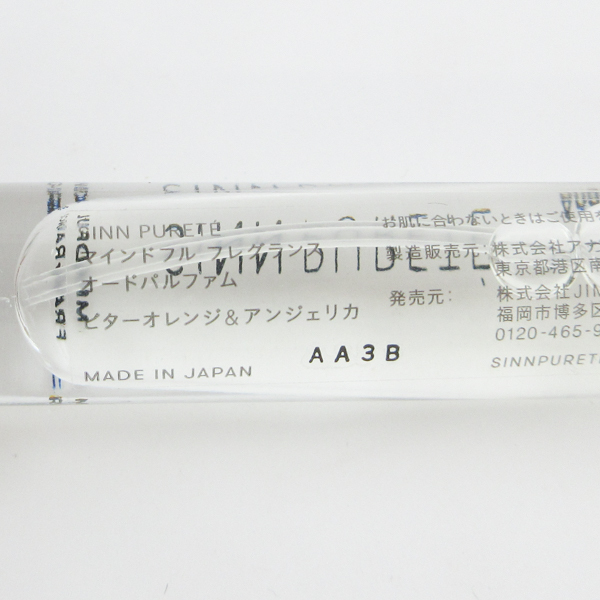 SINN PURETÉ
マインドフル フレグランス
オードパルファム
ビターオレンジ&アンジェリカ
MADE IN JAPAN
AA3B
お肌に合わないときはご使用を
製造販売元: 株式会社アナ
東京都港区南
発売元: 株式会社JIM
福岡市博多区
0120-465-9
SINNPURETE